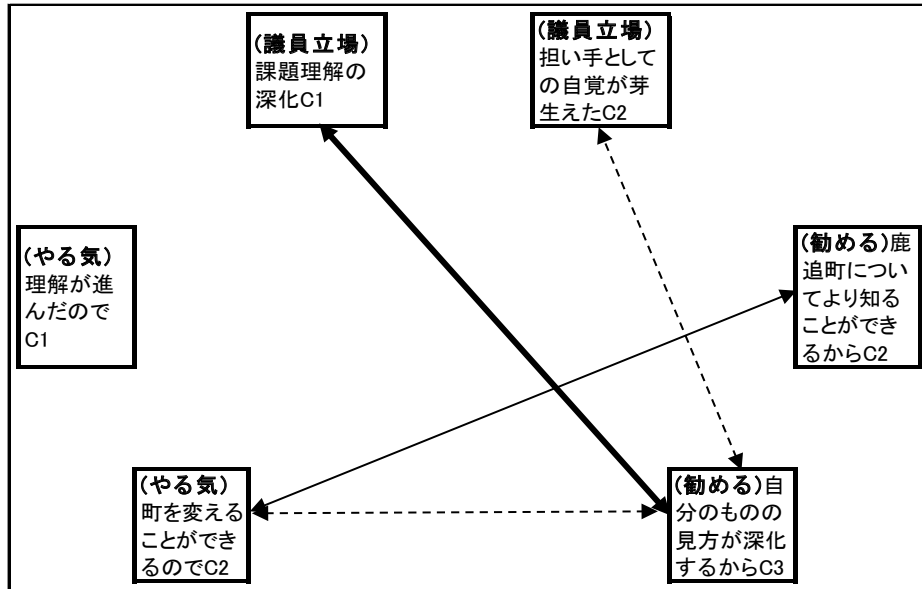 (議員立場)
課題理解の
深化C1
(議員立場)
担い手として
の自覚が芽
生えたC2
(やる気)
理解が進
んだので
C1
(勧める)鹿
追町につい
てより知る
ことができ
るからC2
(やる気)
町を変える
ことができ
るのでC2
(勧める)自
分のものの
見方が深化
するからC3